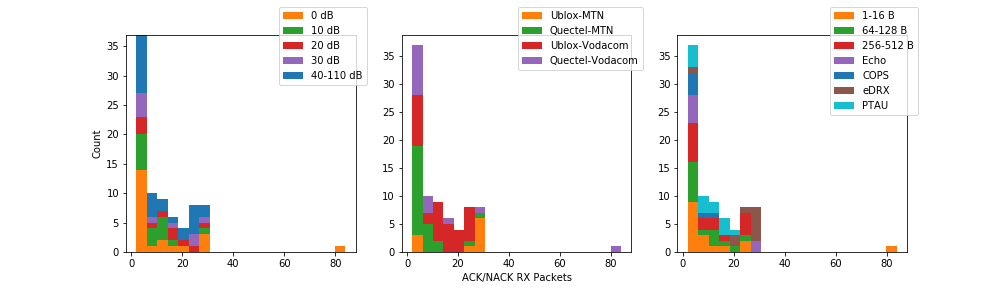 0 dB
10 dB
20 dB
30 dB
40-110 dB
Ublox-MTN
Quectel-MTN
Ublox-Vodacom
Quectel-Vodacom
1-16 B
64-128 B
256-512 B
Echo
COPS
eDRX
PTAU
Count
35
30
25
20
15
10
5
0
0 20 40 60 80
35
30
25
20
15
10
5
0
0 20 40 60 80
ACK/NACK RX Packets
35
30
25
20
15
10
5
0
0 20 40 60 80